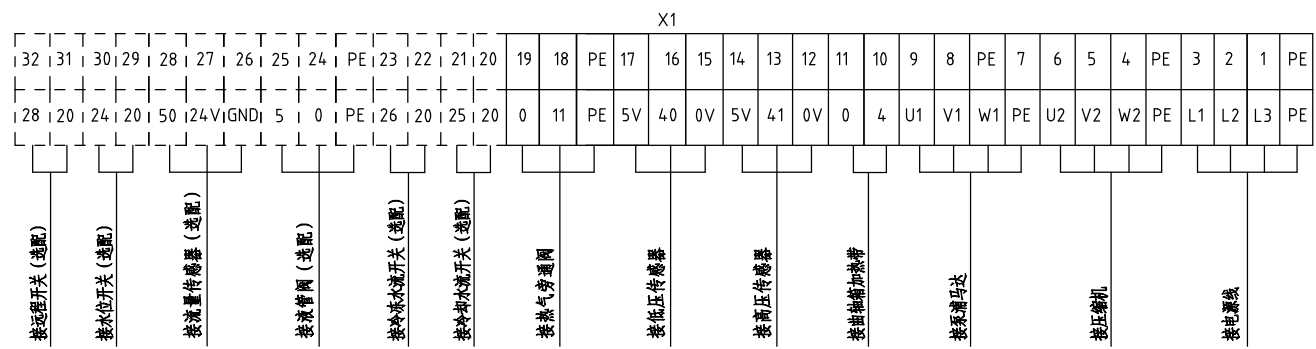 X1
32 31 30 29 28 27 26 25 24 PE 23 22 21 20 19 18 PE 17 16 15 14 13 12 11 10 9 8 PE 7 6 5 4 PE 3 2 1 PE
28 20 24 20 50 24V GND 5 0 PE 26 20 25 20 0 11 PE 5V 40 0V 5V 41 0V 0 4 U1 V1 W1 PE U2 V2 W2 PE L1 L2 L3 PE
接远程开关(选配)
接水位开关(选配)
接流量传感器(选配)
接液管阀(选配)
接冷冻水流开关(选配)
接冷却水流开关(选配)
接热气旁通阀
接低压传感器
接高压传感器
接曲轴箱加热带
接泵浦马达
接压缩机
接电源线